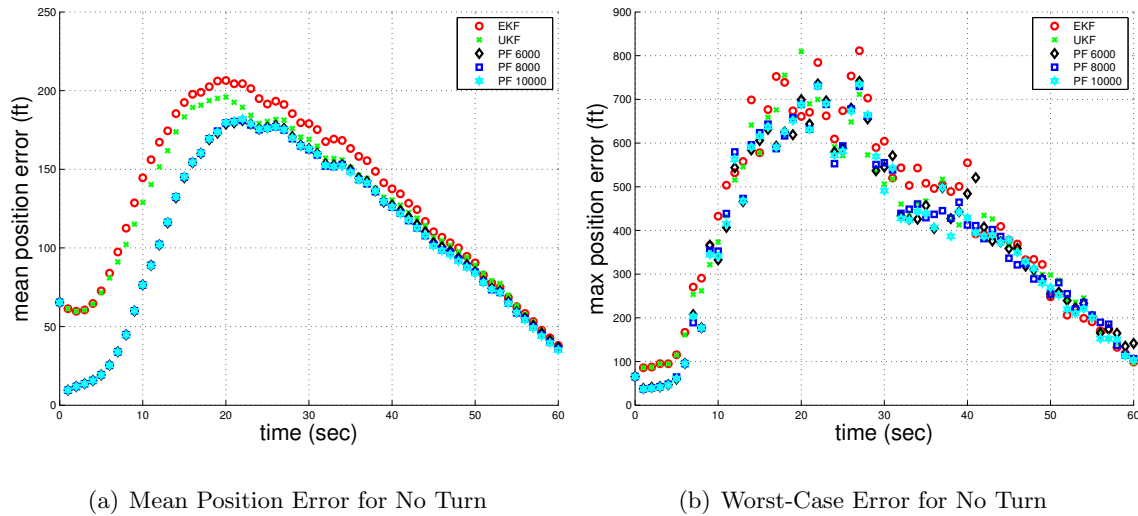 250
200
150
100
50
0
mean position error (ft)
0 10 20 30 40 50 60
time (sec)
EKF
UKF
PF 6000
PF 8000
PF 10000
(a) Mean Position Error for No Turn
900
800
700
600
500
400
300
200
100
0
max position error (ft)
0 10 20 30 40 50 60
time (sec)
EKF
UKF
PF 6000
PF 8000
PF 10000
(b) Worst-Case Error for No Turn